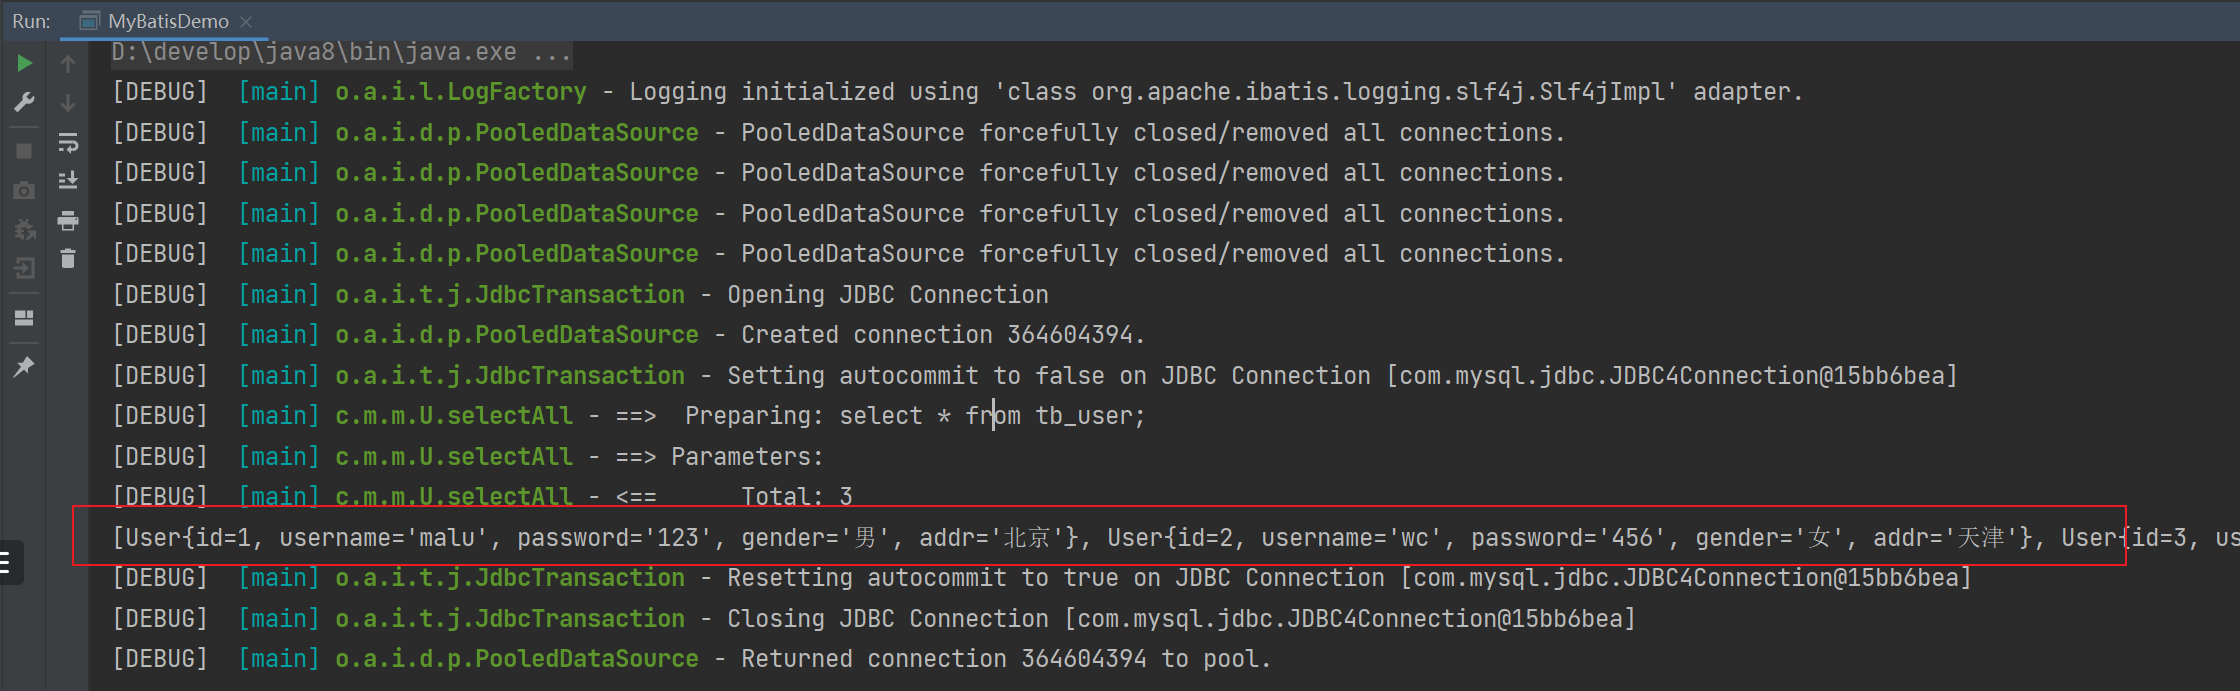 Run: MyBatisDemo
D:\develop\java8\bin\java.exe ...
[DEBUG] [main] o.a.i.l.LogFactory - Logging initialized using 'class org.apache.ibatis.logging.slf4j.Slf4jImpl' adapter.
[DEBUG] [main] o.a.i.d.p.PooledDataSource - PooledDataSource forcefully closed/removed all connections.
[DEBUG] [main] o.a.i.d.p.PooledDataSource - PooledDataSource forcefully closed/removed all connections.
[DEBUG] [main] o.a.i.d.p.PooledDataSource - PooledDataSource forcefully closed/removed all connections.
[DEBUG] [main] o.a.i.d.p.PooledDataSource - PooledDataSource forcefully closed/removed all connections.
[DEBUG] [main] o.a.i.t.j.JdbcTransaction - Opening JDBC Connection
[DEBUG] [main] o.a.i.d.p.PooledDataSource - Created connection 364604394.
[DEBUG] [main] o.a.i.t.j.JdbcTransaction - Setting autocommit to false on JDBC Connection [com.mysql.jdbc.JDBC4Connection@15bb6bea]
[DEBUG] [main] c.m.m.U.selectAll - ==>  Preparing: select * from tb_user;
[DEBUG] [main] c.m.m.U.selectAll - ==> Parameters:
[DEBUG] [main] c.m.m.U.selectAll - <==      Total: 3
[User{id=1, username='malu', password='123', gender='男', addr='北京'}, User{id=2, username='wc', password='456', gender='女', addr='天津'}, User{id=3, us
[DEBUG] [main] o.a.i.t.j.JdbcTransaction - Resetting autocommit to true on JDBC Connection [com.mysql.jdbc.JDBC4Connection@15bb6bea]
[DEBUG] [main] o.a.i.t.j.JdbcTransaction - Closing JDBC Connection [com.mysql.jdbc.JDBC4Connection@15bb6bea]
[DEBUG] [main] o.a.i.d.p.PooledDataSource - Returned connection 364604394 to pool.